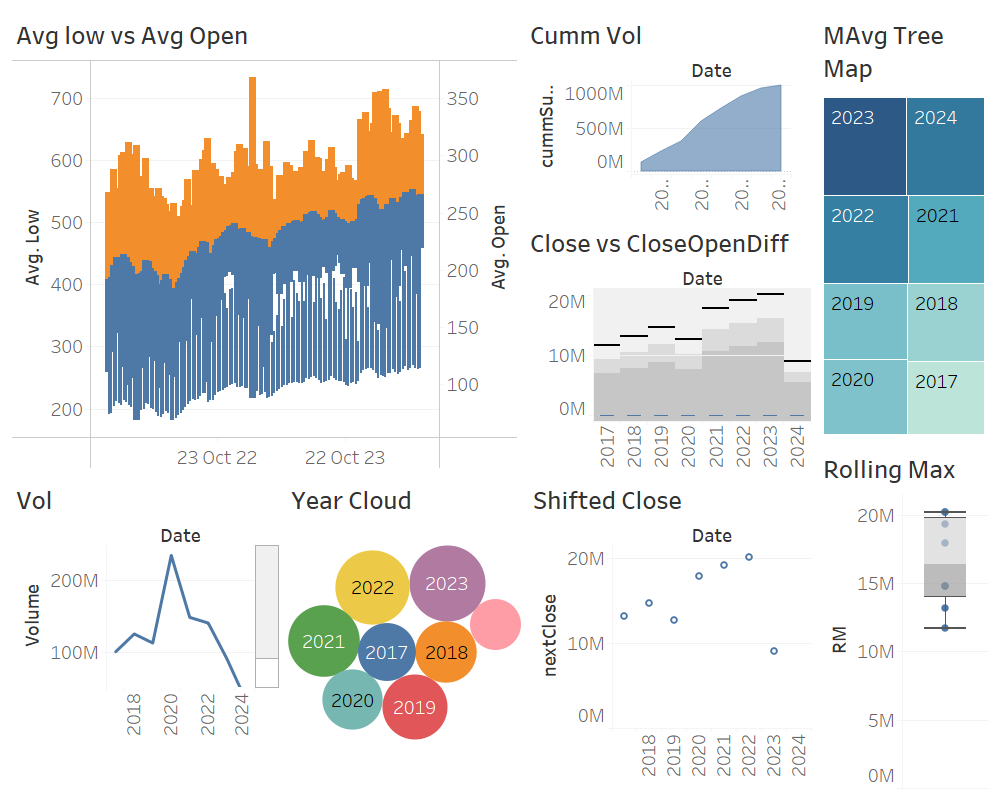 Avg low vs Avg Open
Avg. Low
700
600
500
400
300
200
350
300
250
200
150
100
Avg. Open
23 Oct 22
22 Oct 23
Cumm Vol
Date
cummSu..
1000M
500M
0M
20..
20..
20..
20..
Close vs CloseOpenDiff
Date
20M
10M
0M
2017
2018
2019
2020
2021
2022
2023
2024
MAvg Tree
Map
2023
2024
2022
2021
2019
2018
2020
2017
Vol
Date
Volume
200M
100M
2018
2020
2022
2024
Year Cloud
2022
2023
2021
2017
2018
2020
2019
Shifted Close
Date
nextClose
20M
10M
0M
2018
2019
2020
2021
2022
2023
2024
Rolling Max
RM
20M
15M
10M
5M
0M